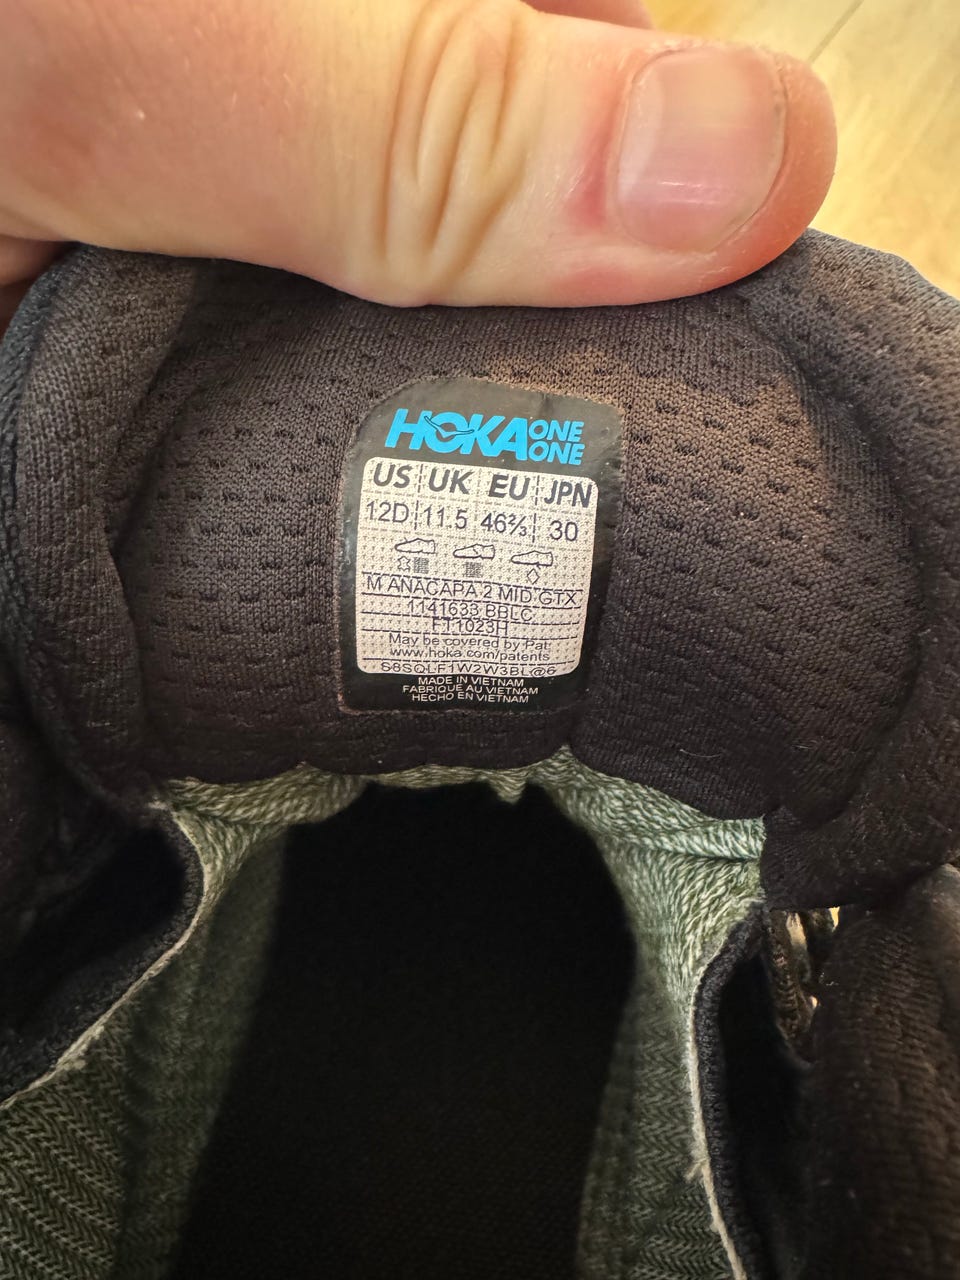 HOKA ONE ONE
US UK EU JPN
12D 11.5 46⅔ 30
M ANACAPA 2 MID GTX
1141633 BBLC
FT1023H
May be covered by Pat:
www.hoka.com/patents
MADE IN VIETNAM
FABRIQUÉ AU VIETNAM
HECHO EN VIETNAM